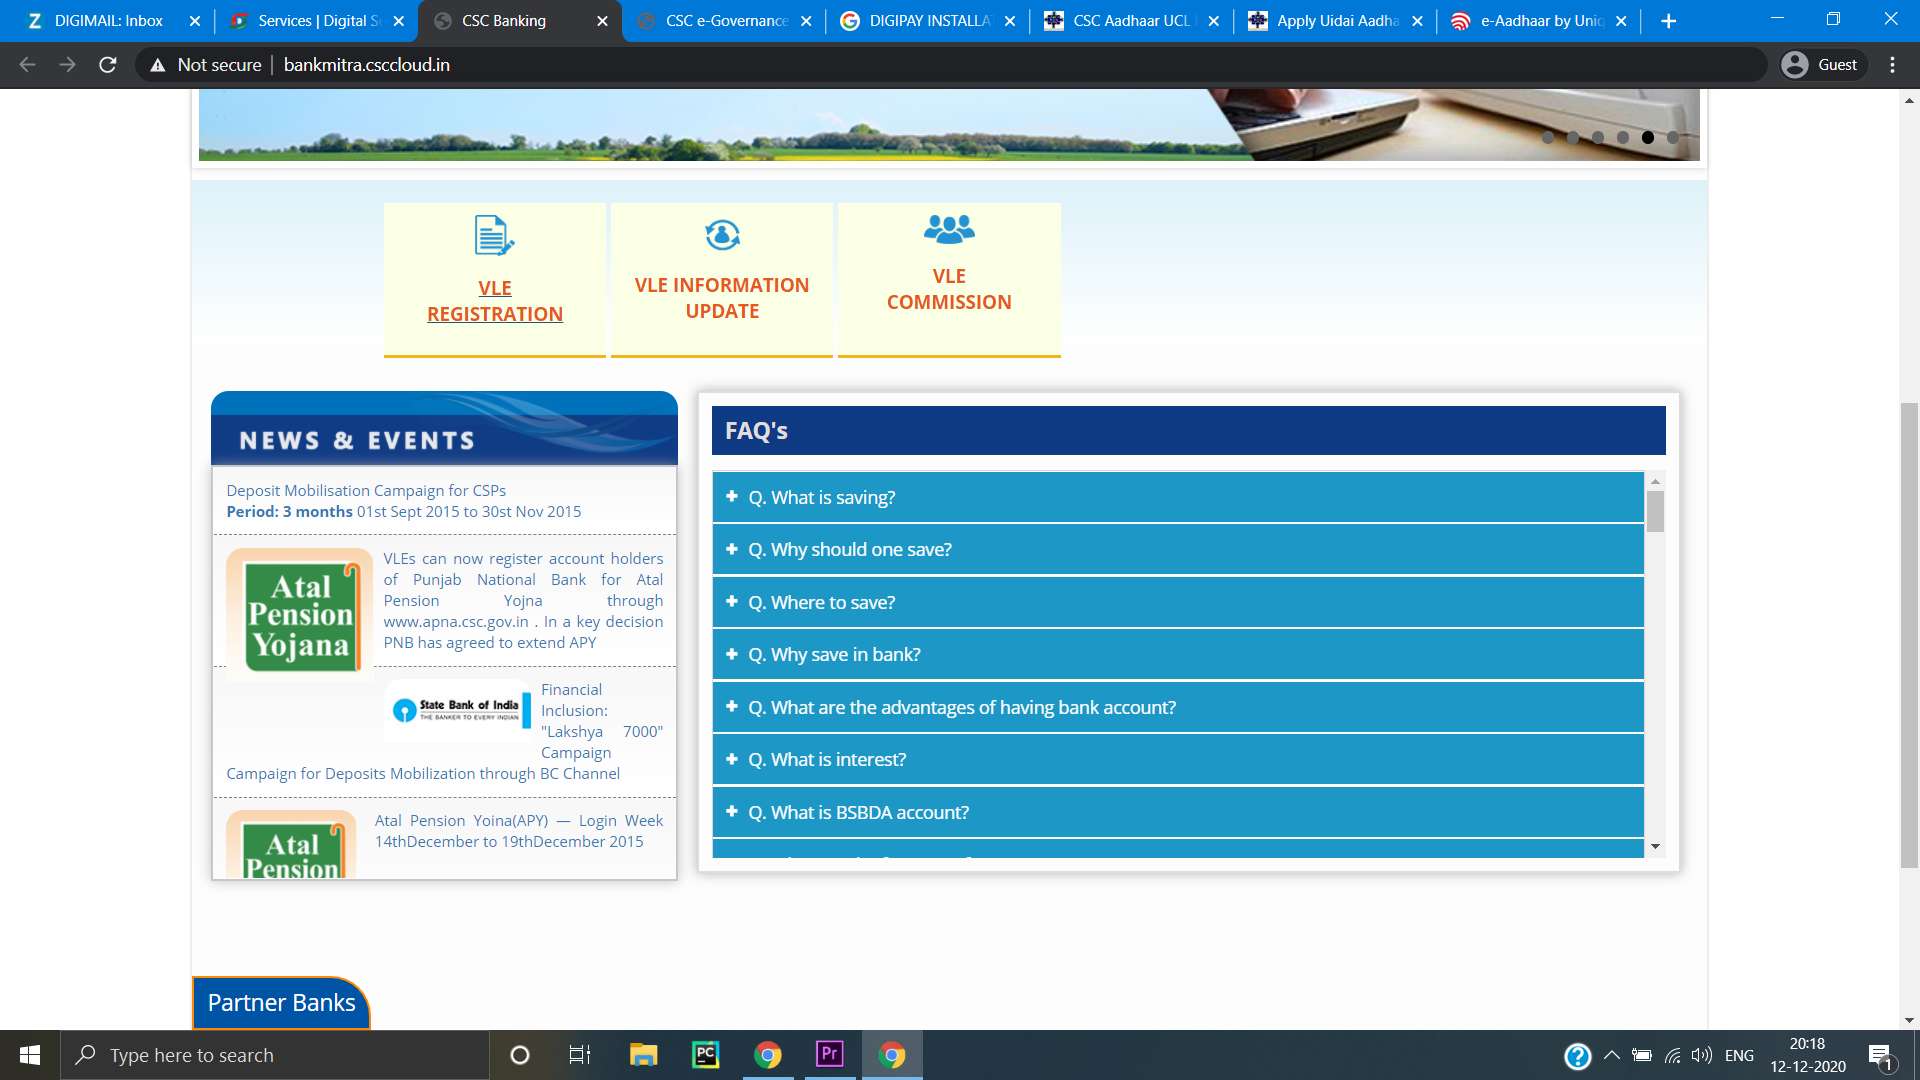 DIGIMAIL: Inbox
Services | Digital Se
CSC Banking
CSC e-Governance
DIGIPAY INSTALLA
CSC Aadhaar UCL
Apply Uidai Aadha
e-Aadhaar by Uniq
Not secure
bankmitra.csccloud.in
Guest
VLE
REGISTRATION
VLE INFORMATION
UPDATE
VLE
COMMISSION
NEWS & EVENTS
Deposit Mobilisation Campaign for CSPs
Period: 3 months 01st Sept 2015 to 30st Nov 2015
Atal
Pension
Yojana
VLEs can now register account holders
of Punjab National Bank for Atal
Pension Yojna through
www.apna.csc.gov.in . In a key decision
PNB has agreed to extend APY
State Bank of India
THE BANKER TO EVERY INDIAN
Financial
Inclusion:
"Lakshya 7000"
Campaign
Campaign for Deposits Mobilization through BC Channel
Atal
Pension
Atal Pension Yoina(APY) — Login Week
14thDecember to 19thDecember 2015
FAQ's
Q. What is saving?
Q. Why should one save?
Q. Where to save?
Q. Why save in bank?
Q. What are the advantages of having bank account?
Q. What is interest?
Q. What is BSBDA account?
Partner Banks
Type here to search
PC
Pr
ENG
20:18
12-12-2020
1